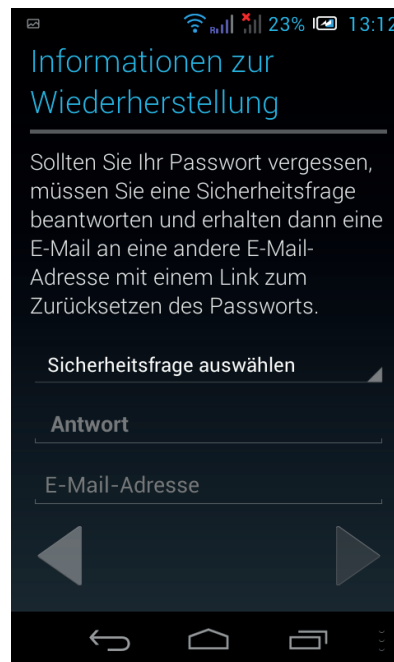 23% 13:12
Informationen zur
Wiederherstellung
Sollten Sie Ihr Passwort vergessen,
müssen Sie eine Sicherheitsfrage
beantworten und erhalten dann eine
E-Mail an eine andere E-Mail-
Adresse mit einem Link zum
Zurücksetzen des Passworts.
Sicherheitsfrage auswählen
Antwort
E-Mail-Adresse